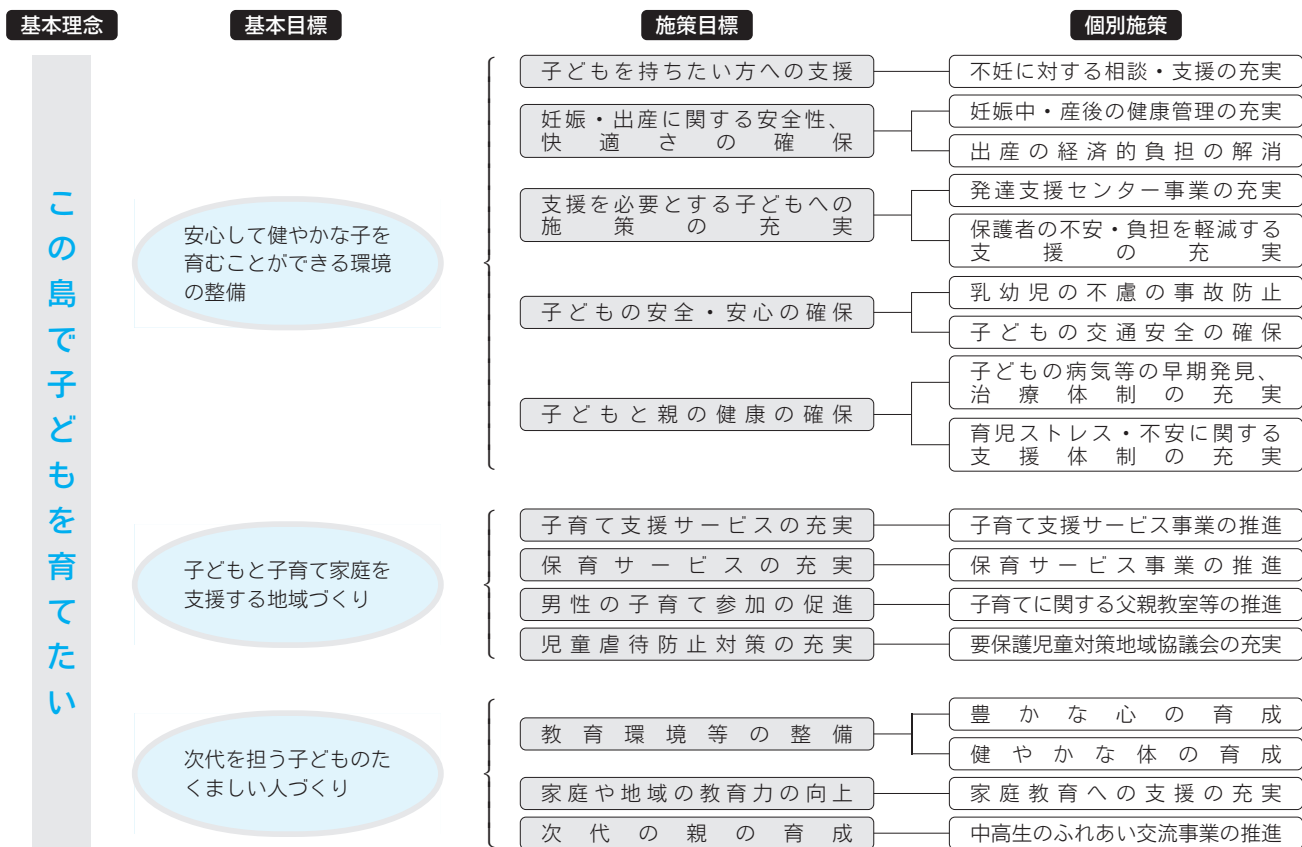 基本理念
基本目標
施策目標
個別施策
この島で子どもを育てたい
安心して健やかな子を
育むことができる環境
の整備
子どもを持ちたい方への支援
不妊に対する相談・支援の充実
妊娠・出産に関する安全性、
快適さの確保
妊娠中・産後の健康管理の充実
出産の経済的負担の解消
支援を必要とする子どもへの
施策の充実
発達支援センター事業の充実
保護者の不安・負担を軽減する
支援の充実
子どもの安全・安心の確保
乳幼児の不慮の事故防止
子どもの交通安全の確保
子どもと親の健康の確保
子どもの病気等の早期発見、
治療体制の充実
育児ストレス・不安に関する
支援体制の充実
子どもと子育て家庭を
支援する地域づくり
子育て支援サービスの充実
子育て支援サービス事業の推進
保育サービスの充実
保育サービス事業の推進
男性の子育て参加の促進
子育てに関する父親教室等の推進
児童虐待防止対策の充実
要保護児童対策地域協議会の充実
次代を担う子どものた
くましい人づくり
教育環境等の整備
豊かな心の育成
健やかな体の育成
家庭や地域の教育力の向上
家庭教育への支援の充実
次代の親の育成
中高生のふれあい交流事業の推進